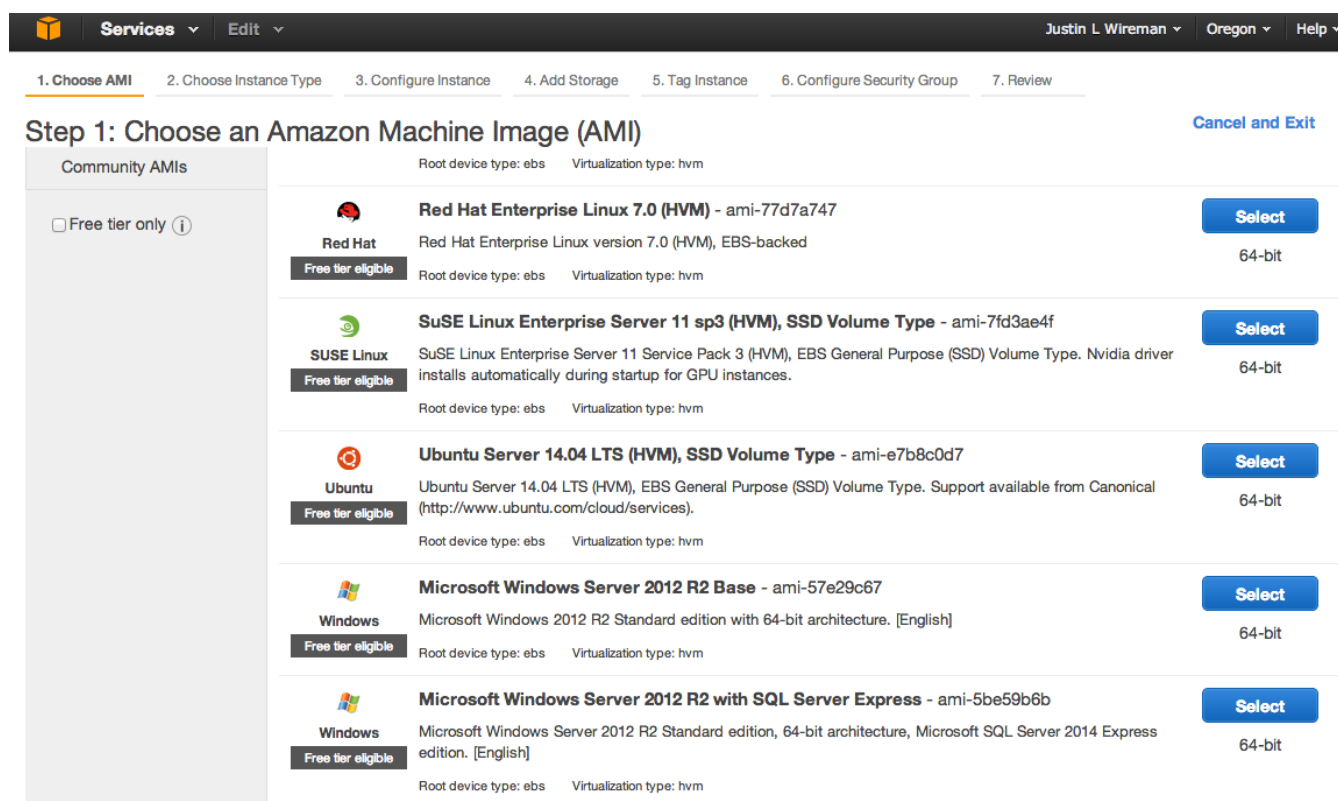 Services Edit Justin L Wireman Oregon Help
1. Choose AMI 2. Choose Instance Type 3. Configure Instance 4. Add Storage 5. Tag Instance 6. Configure Security Group 7. Review
Step 1: Choose an Amazon Machine Image (AMI) Cancel and Exit
Community AMIs
Free tier only i
Root device type: ebs Virtualization type: hvm
Red Hat Enterprise Linux 7.0 (HVM) - ami-77d7a747
Red Hat
Free tier eligible
Red Hat Enterprise Linux version 7.0 (HVM), EBS-backed
Root device type: ebs Virtualization type: hvm
Select
64-bit
SuSE Linux Enterprise Server 11 sp3 (HVM), SSD Volume Type - ami-7fd3ae4f
SUSE Linux
Free tier eligible
SuSE Linux Enterprise Server 11 Service Pack 3 (HVM), EBS General Purpose (SSD) Volume Type. Nvidia driver
installs automatically during startup for GPU instances.
Root device type: ebs Virtualization type: hvm
Select
64-bit
Ubuntu Server 14.04 LTS (HVM), SSD Volume Type - ami-e7b8c0d7
Ubuntu
Free tier eligible
Ubuntu Server 14.04 LTS (HVM), EBS General Purpose (SSD) Volume Type. Support available from Canonical
(http://www.ubuntu.com/cloud/services).
Root device type: ebs Virtualization type: hvm
Select
64-bit
Microsoft Windows Server 2012 R2 Base - ami-57e29c67
Windows
Free tier eligible
Microsoft Windows 2012 R2 Standard edition with 64-bit architecture. [English]
Root device type: ebs Virtualization type: hvm
Select
64-bit
Microsoft Windows Server 2012 R2 with SQL Server Express - ami-5be59b6b
Windows
Free tier eligible
Microsoft Windows Server 2012 R2 Standard edition, 64-bit architecture, Microsoft SQL Server 2014 Express
edition. [English]
Root device type: ebs Virtualization type: hvm
Select
64-bit